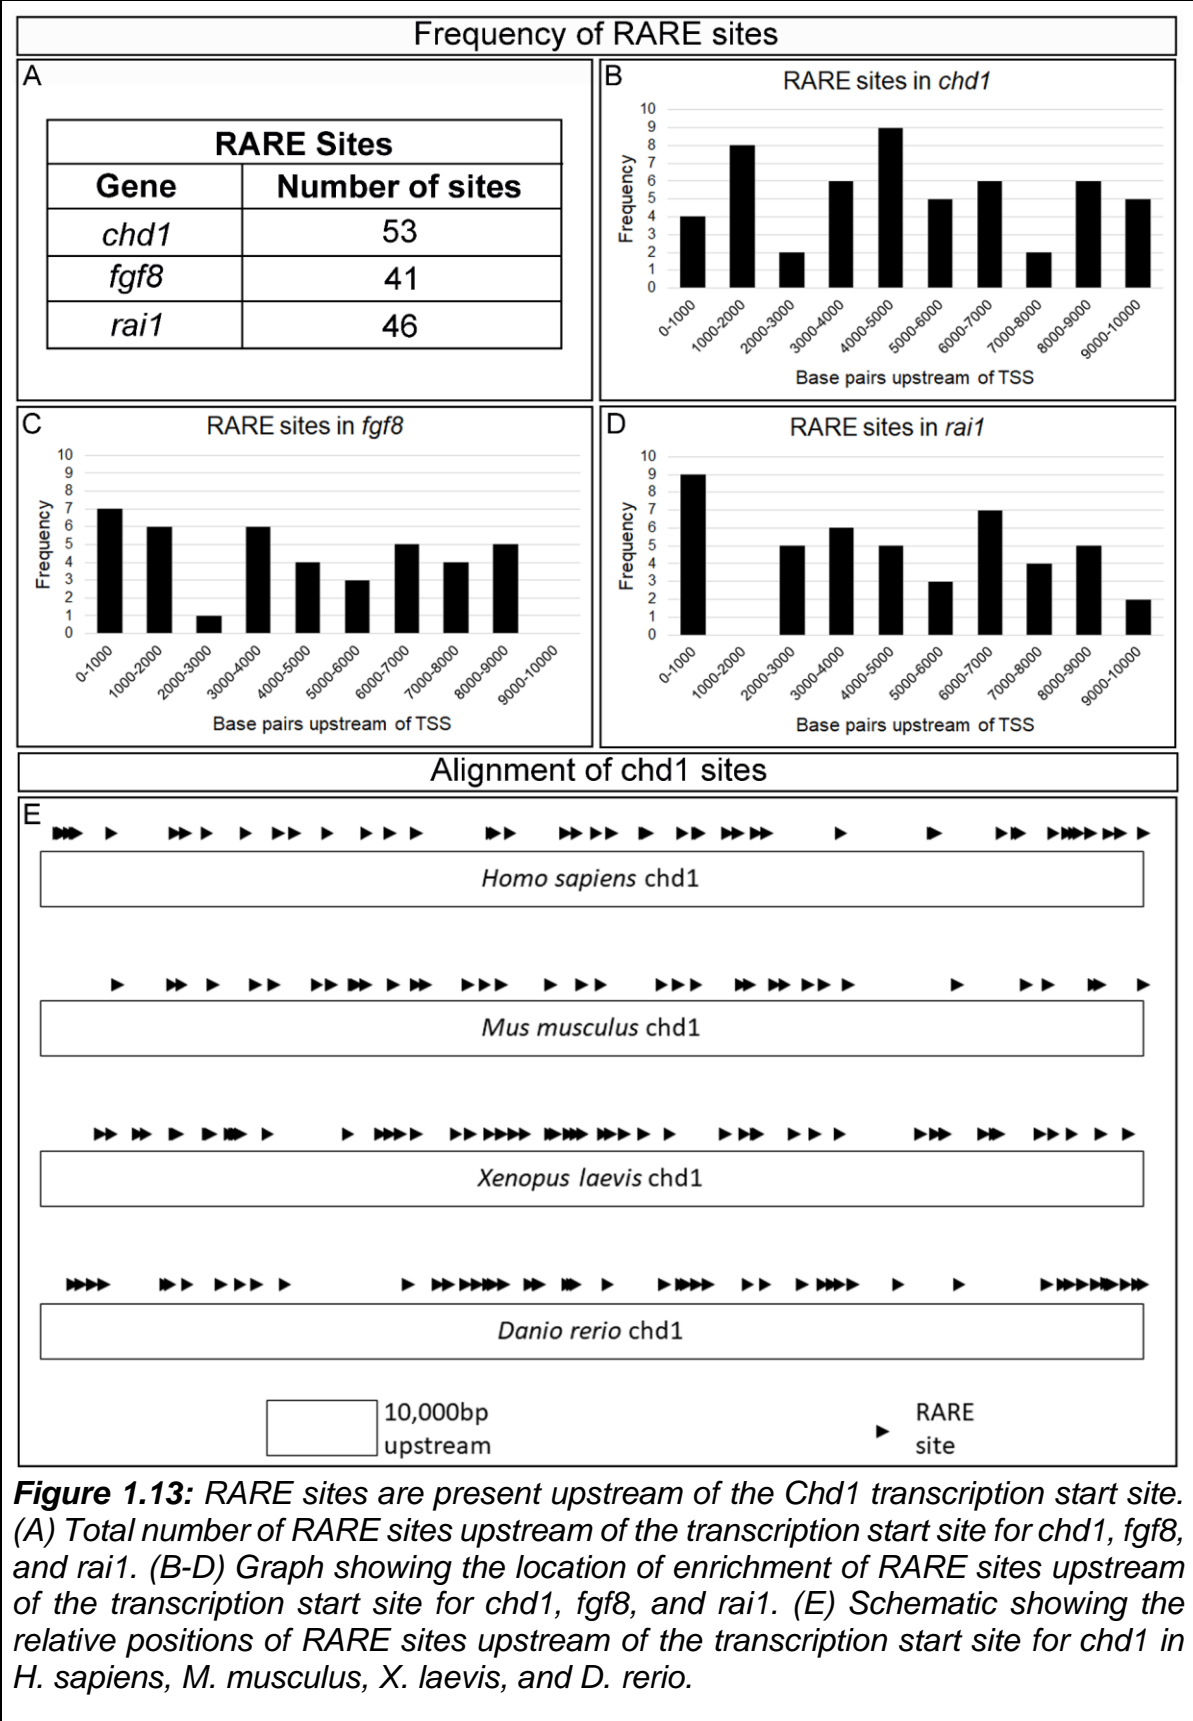 Frequency of RARE sites
A
RARE Sites
Gene Number of sites
chd1 53
fgf8 41
rai1 46
B
RARE sites in chd1
10
9
8
7
6
5
4
3
2
1
0
Frequency
0-1000
1000-2000
2000-3000
3000-4000
4000-5000
5000-6000
6000-7000
7000-8000
8000-9000
9000-10000
Base pairs upstream of TSS
C
RARE sites in fgf8
10
9
8
7
6
5
4
3
2
1
0
Frequency
0-1000
1000-2000
2000-3000
3000-4000
4000-5000
5000-6000
6000-7000
7000-8000
8000-9000
9000-10000
Base pairs upstream of TSS
D
RARE sites in rai1
10
9
8
7
6
5
4
3
2
1
0
Frequency
0-1000
1000-2000
2000-3000
3000-4000
4000-5000
5000-6000
6000-7000
7000-8000
8000-9000
9000-10000
Base pairs upstream of TSS
Alignment of chd1 sites
E
Homo sapiens chd1
Mus musculus chd1
Xenopus laevis chd1
Danio rerio chd1
10,000bp
upstream
RARE
site
Figure 1.13: RARE sites are present upstream of the Chd1 transcription start site.
(A) Total number of RARE sites upstream of the transcription start site for chd1, fgf8,
and rai1. (B-D) Graph showing the location of enrichment of RARE sites upstream
of the transcription start site for chd1, fgf8, and rai1. (E) Schematic showing the
relative positions of RARE sites upstream of the transcription start site for chd1 in
H. sapiens, M. musculus, X. laevis, and D. rerio.